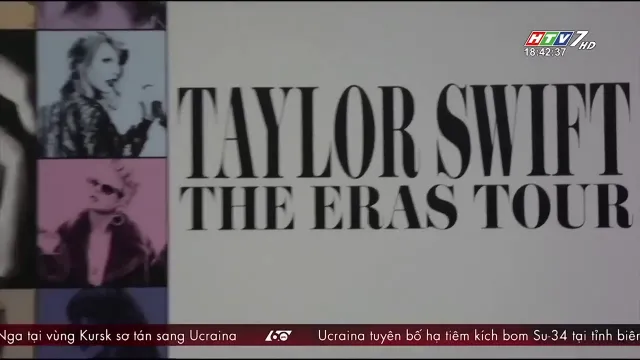 HTV7 HD
18:42:37
TAYLOR SWIFT
THE ERAS TOUR
Nga tại vùng Kursk sơ tán sang Ucraina
60
Ucraina tuyên bố hạ tiêm kích bom Su-34 tại tỉnh biên